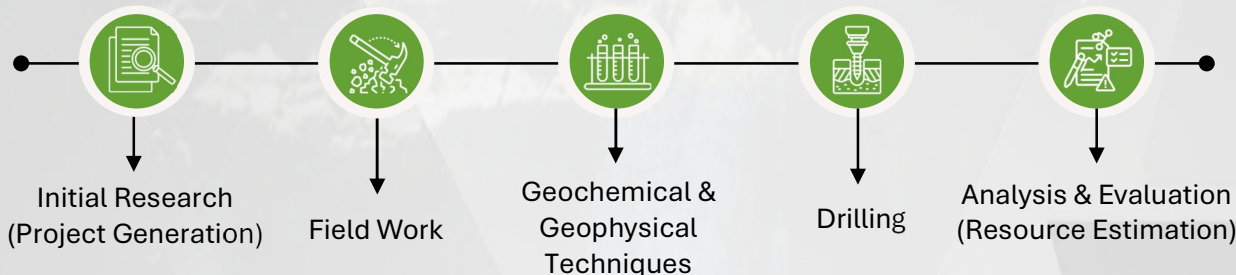 Initial Research
(Project Generation)
Field Work
Geochemical &
Geophysical
Techniques
Drilling
Analysis & Evaluation
(Resource Estimation)